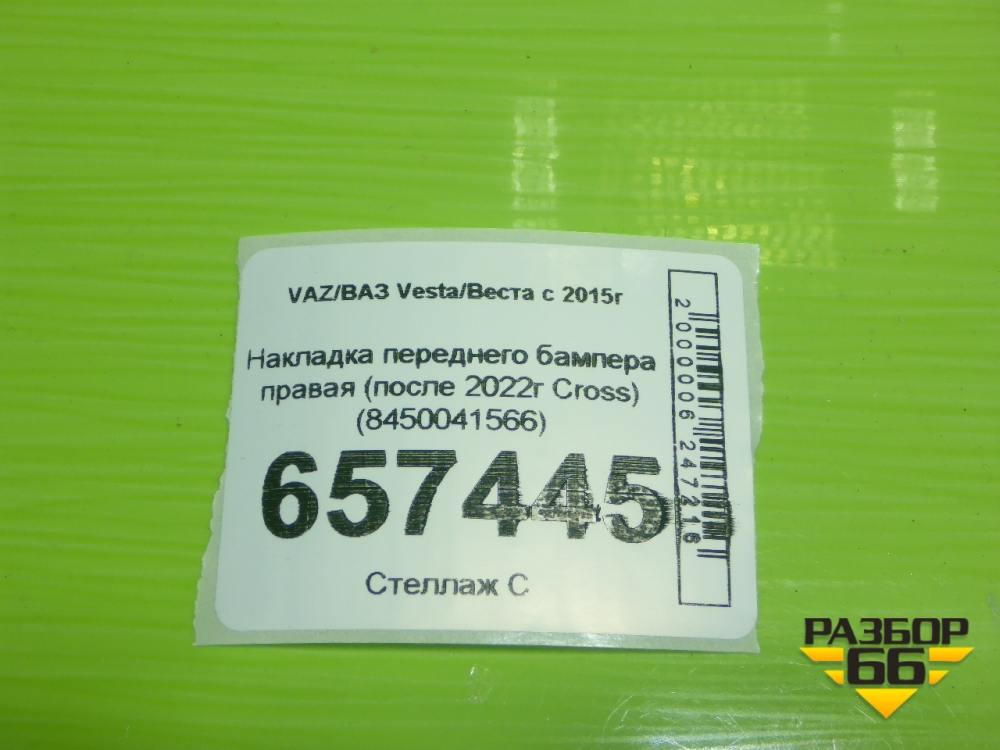 VAZ/ВАЗ Vesta/Веста с 2015г
Накладка переднего бампера
правая (после 2022г Cross)
(8450041566)
657445
Стеллаж С
2000006247216
РАЗБОР
66